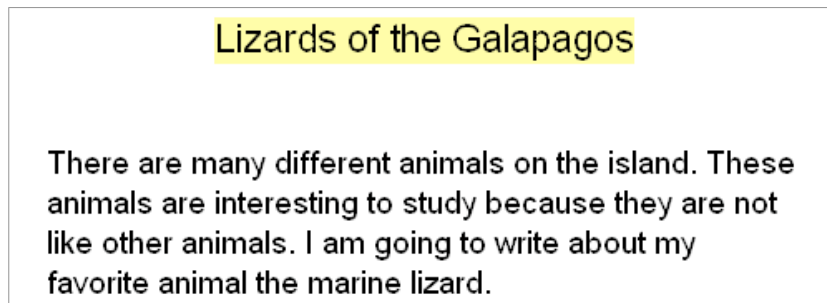 Lizards of the Galapagos
There are many different animals on the island. These
animals are interesting to study because they are not
like other animals. I am going to write about my
favorite animal the marine lizard.